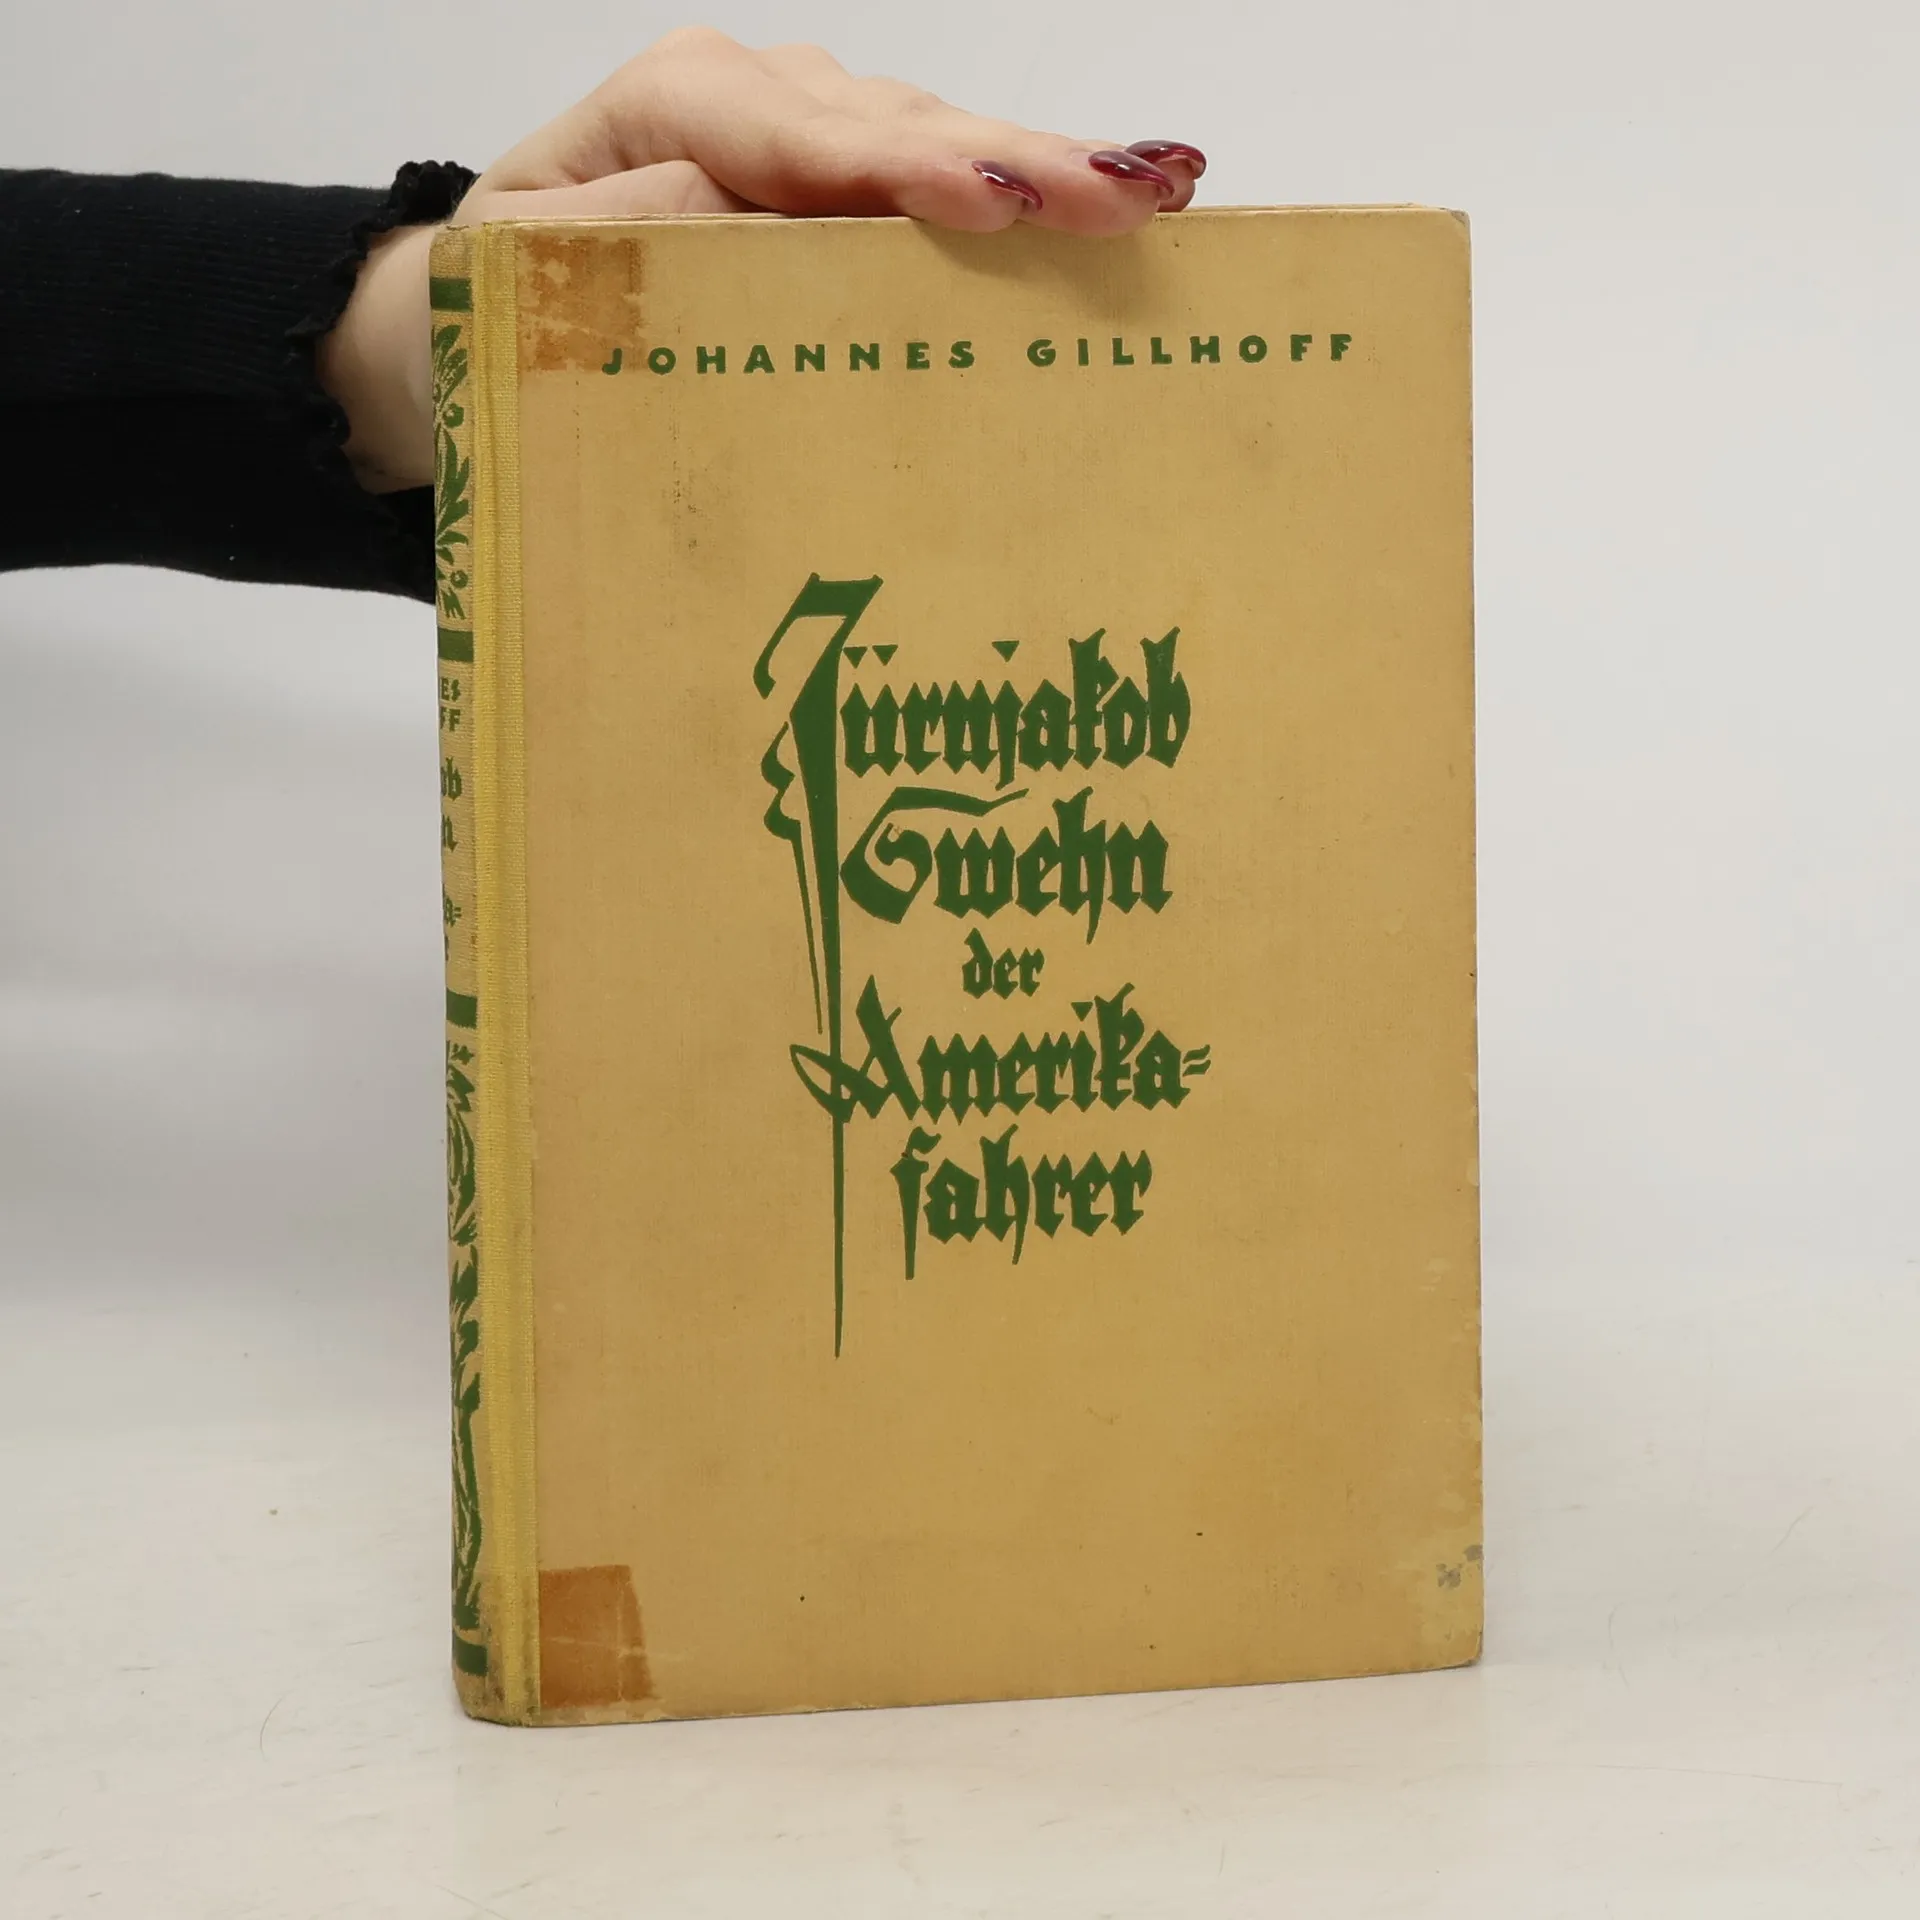 JOHANNES GILLHOFF
Jürnjakob
Swehn
der
Amerika-
fahrer